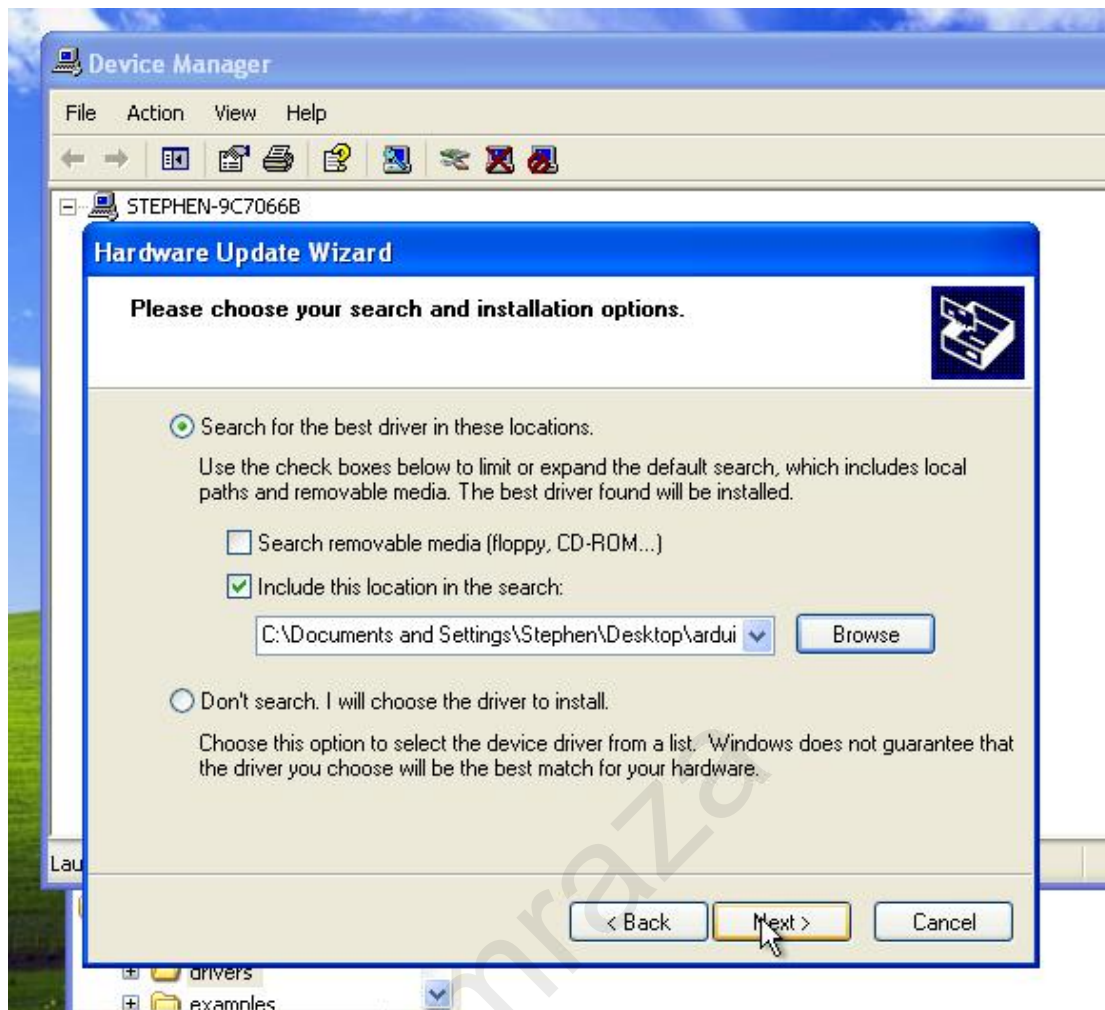 Device Manager
File Action View Help
STEPHEN-9C7066B
Hardware Update Wizard
Please choose your search and installation options.
Search for the best driver in these locations.
Use the check boxes below to limit or expand the default search, which includes local
paths and removable media. The best driver found will be installed.
Search removable media (floppy, CD-ROM...)
Include this location in the search:
C:\Documents and Settings\Stephen\Desktop\ardui
Browse
Don't search. I will choose the driver to install.
Choose this option to select the device driver from a list. Windows does not guarantee that
the driver you choose will be the best match for your hardware.
Lau
< Back Next > Cancel
drivers
examples
mraza